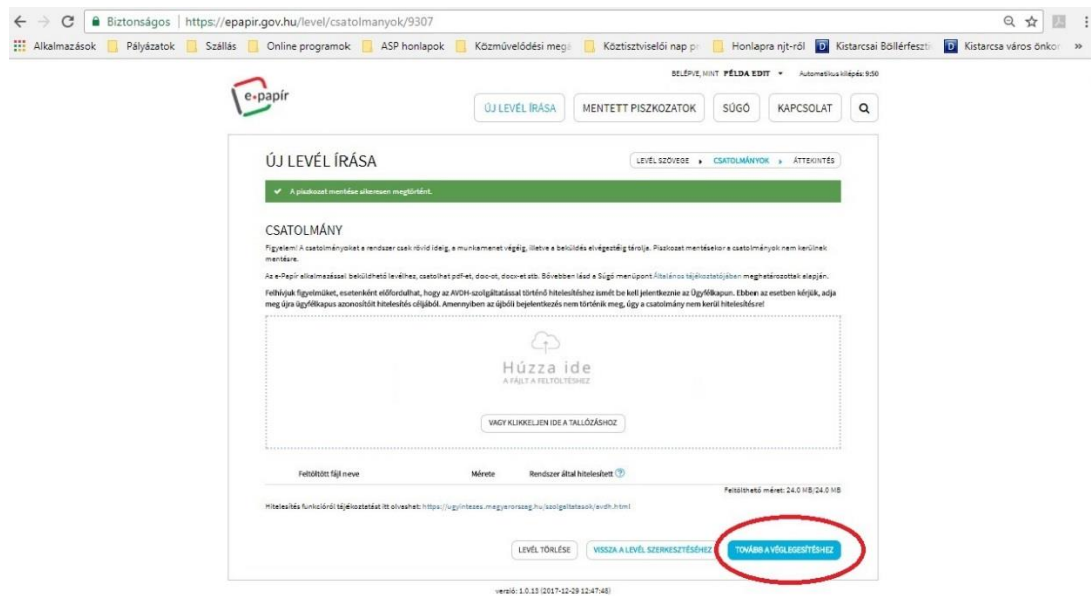 Biztonságos | https://epapir.gov.hu/level/csatolmanyok/9307
Alkalmazások Pályázatok Szállás Online programok ASP honlapok Közművelődési meg Köztisztviselői nap p Honlapra njt-ről Kistarcsai Böllérfeszti Kistarcsa város önkor »
BELÉPVE, MINT PÉLDA EDIT Automatikus kilépés: 9:50
e-papír
ÚJ LEVÉL ÍRÁSA MENTETT PISZKOZATOK SÚGÓ KAPCSOLAT
ÚJ LEVÉL ÍRÁSA
LEVÉL SZÖVEGE CSATOLMÁNYOK ÁTTEKINTÉS
A piszkozat mentése sikeresen megtörtént.
CSATOLMÁNY
Figyelem! A csatolmányokat a rendszer csak rövid ideig, a munkamenet végéig, illetve a beküldés elvégeztéig tárolja. Piszkozat mentésekor a csatolmányok nem kerülnek
mentésre.
Az e-Papír alkalmazással beküldhető levélhez, csatolhat pdf-et, doc-ot, docx-et stb. Bővebben lásd a Súgó menüpont Általános tájékoztatójában meghatározottak alapján.
Felhívjuk figyelmüket, esetenként előfordulhat, hogy az AVDH-szolgáltatással történő hitelesítéshez ismét be kell jelentkeznie az Ügyfélkapun. Ebben az esetben kérjük, adja
meg újra ügyfélkapus azonosítóit hitelesítés céljából. Amennyiben az újbóli bejelentkezés nem történik meg, úgy a csatolmány nem kerül hitelesítésre!
Húzza ide
A FÁJLT A FELTÖLTÉSHEZ
VAGY KLIKKELJEN IDE A TALLÓZÁSHOZ
Feltöltött fájl neve Mérete Rendszer által hitelesített ?
Feltölthető méret: 24.0 MB/24.0 MB
Hitelesítés funkcióról tájékoztatást itt olvashat: https://ugyintezes.magyarorszag.hu/szolgaltatasok/avdh.html
LEVÉL TÖRLÉSE VISSZA A LEVÉL SZERKESZTÉSÉHEZ TOVÁBB A VÉGLEGESÍTÉSHEZ
verzió: 1.0.13 (2017-12-29 12:47:48)